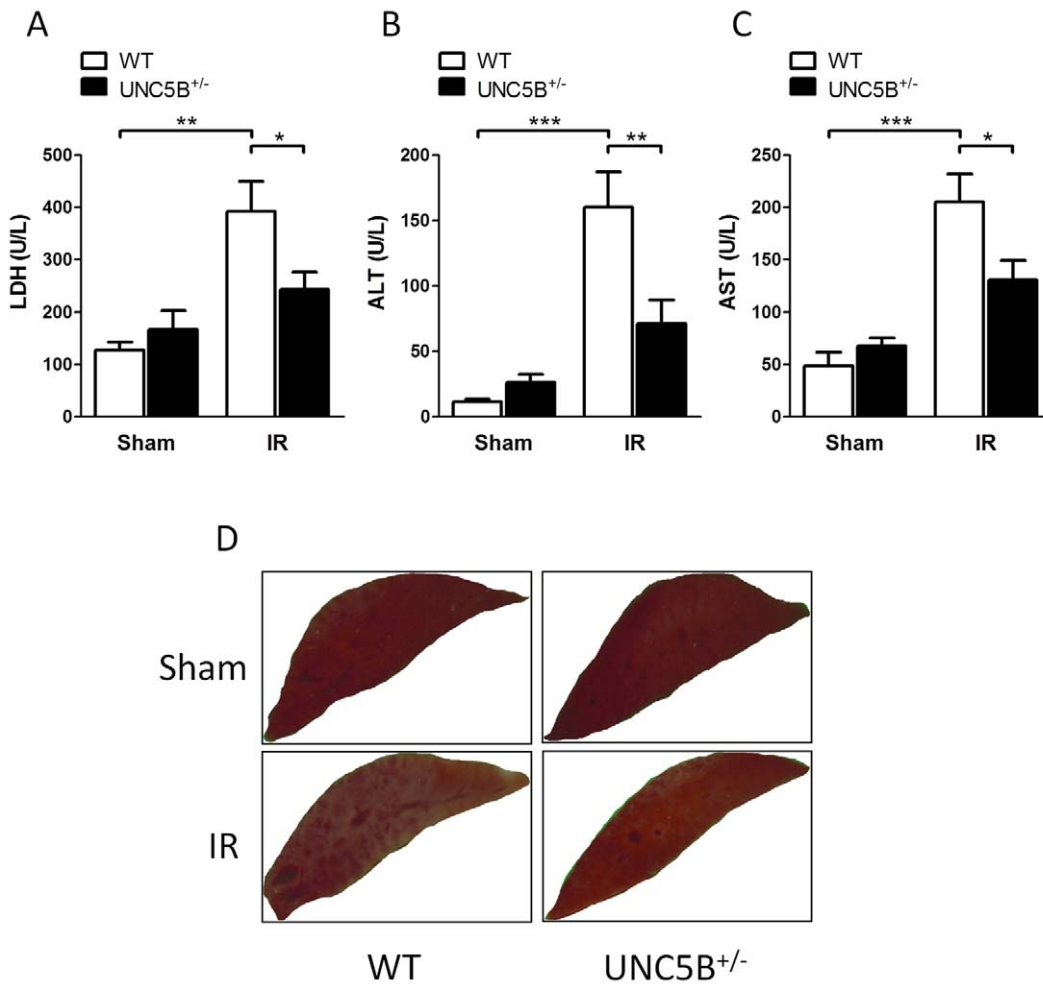 A
WT
UNC5B+/-
**
*
LDH (U/L)
500
400
300
200
100
0
Sham IR
B
WT
UNC5B+/-
***
**
ALT (U/L)
200
150
100
50
0
Sham IR
C
WT
UNC5B+/-
***
*
AST (U/L)
250
200
150
100
50
0
Sham IR
D
Sham
IR
WT UNC5B+/-